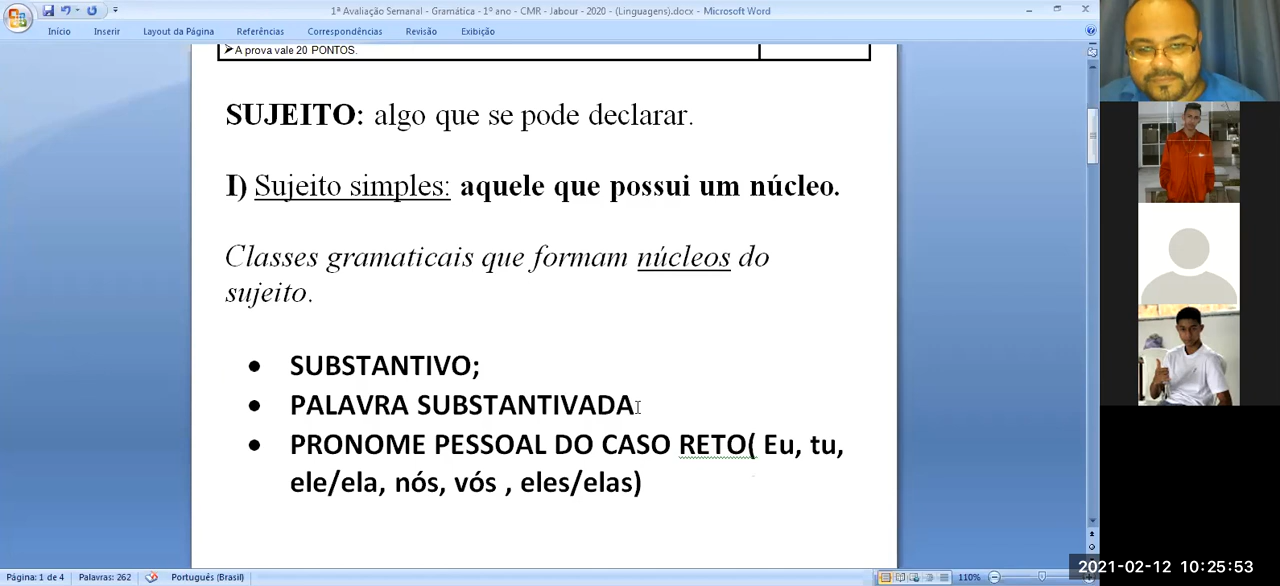 1ª Avaliação Semanal - Gramática - 1º ano - CMR - Jabour - 2020 - (Linguagens).docx - Microsoft Word
Início Inserir Layout da Página Referências Correspondências Revisão Exibição
➤ A prova vale 20 PONTOS.
SUJEITO: algo que se pode declarar.
I) Sujeito simples: aquele que possui um núcleo.
Classes gramaticais que formam núcleos do
sujeito.
• SUBSTANTIVO;
• PALAVRA SUBSTANTIVADA
• PRONOME PESSOAL DO CASO RETO( Eu, tu,
ele/ela, nós, vós , eles/elas)
Página: 1 de 4 Palavras: 262 Português (Brasil) 110%
2021-02-12 10:25:53